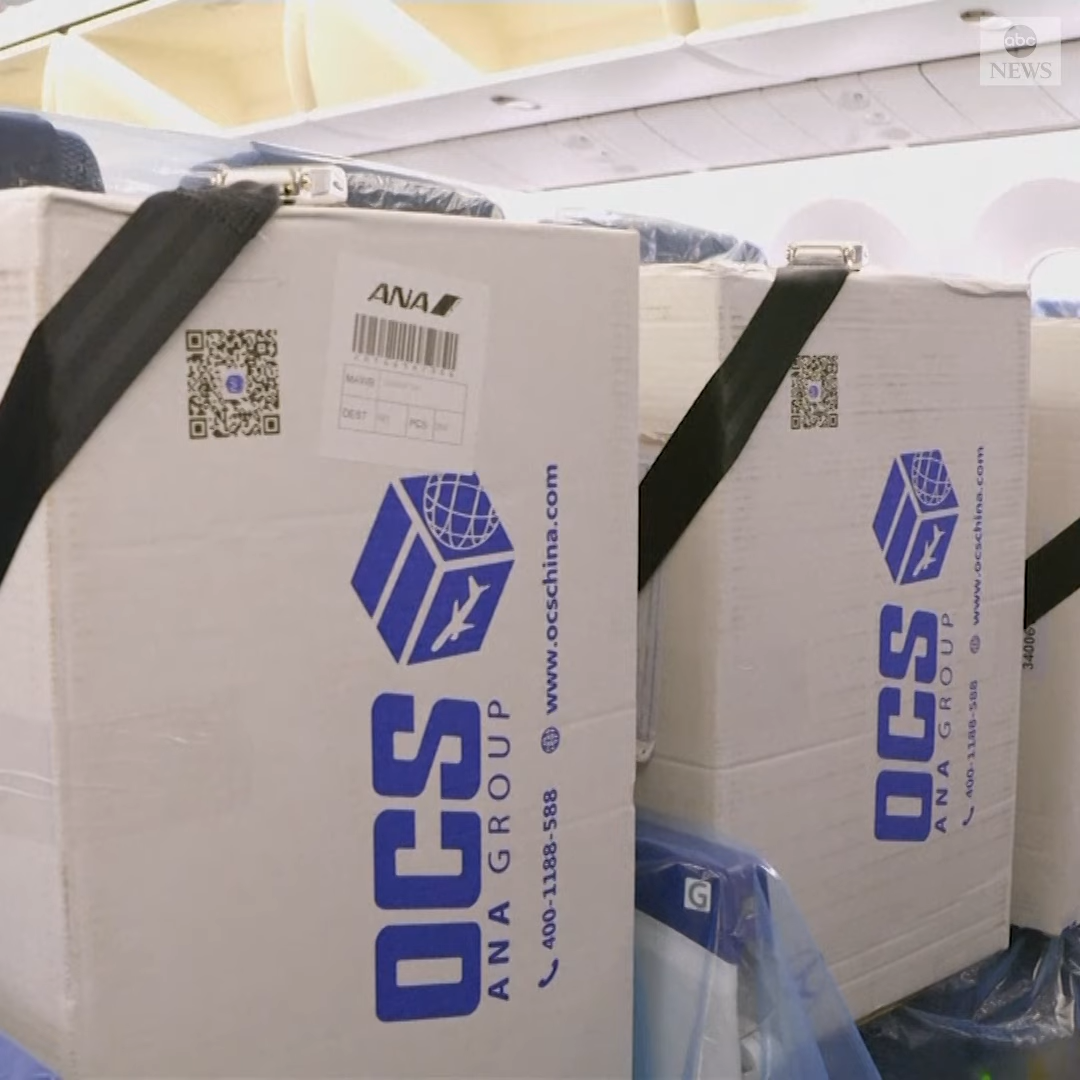 abc
NEWS
ANA
MAWB
DEST
PCS
www.ocschina.com
OCS
ANA GROUP
400-1188-588
www.ocschina.com
OCS
ANA GROUP
400-1188-588
34006
G